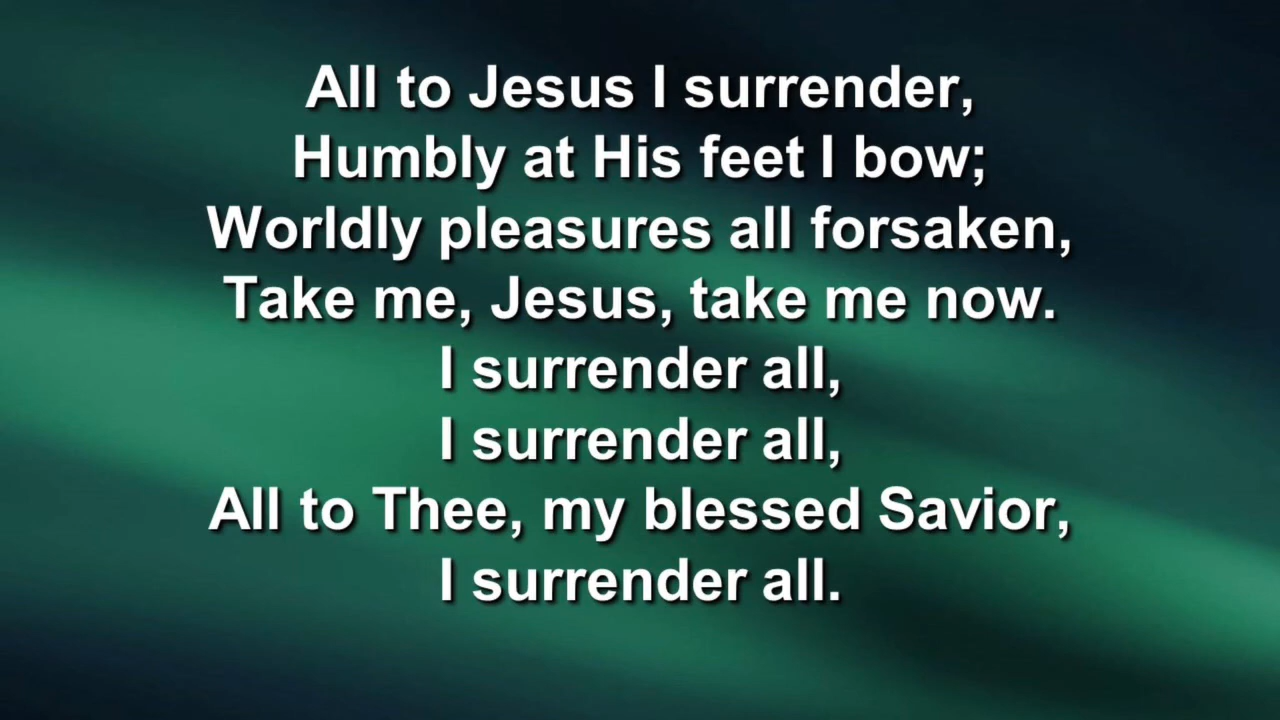 All to Jesus I surrender,
Humbly at His feet I bow;
Worldly pleasures all forsaken,
Take me, Jesus, take me now.
I surrender all,
I surrender all,
All to Thee, my blessed Savior,
I surrender all.